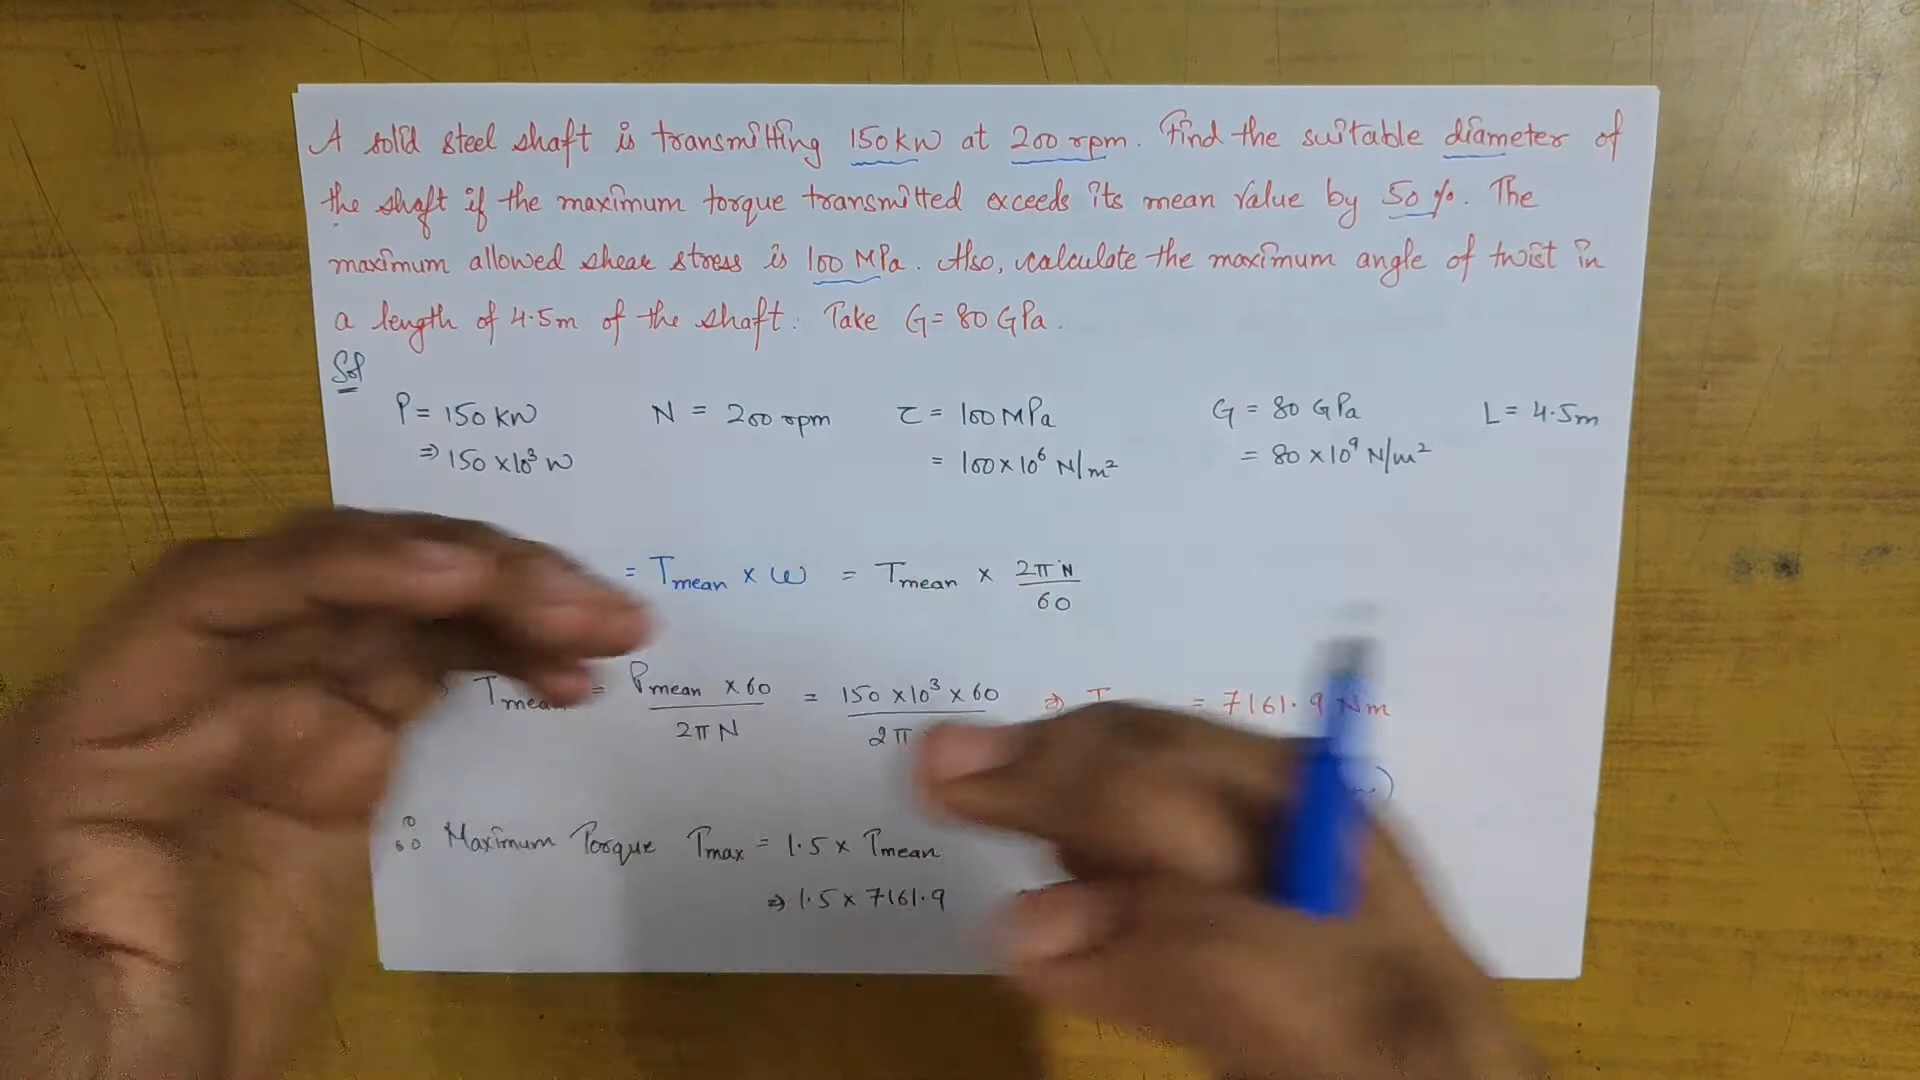 A solid steel shaft is transmitting 150 kW at 200 rpm. Find the suitable diameter of
the shaft if the maximum torque transmitted exceeds its mean value by 50 %. The
maximum allowed shear stress is 100 MPa. Also, calculate the maximum angle of twist in
a length of 4.5m of the shaft. Take G = 80 GPa.
Sol
P = 150 kW N = 200 rpm τ = 100 MPa G = 80 GPa L = 4.5m
⇒ 150 × 10³ W = 100 × 10⁶ N/m² = 80 × 10⁹ N/m²
= Tmean × ω = Tmean × 2πN/60
Tmean = Pmean × 60 / 2πN = 150 × 10³ × 60 / 2π ⇒ T = 7161.9 Nm
∴ Maximum Torque Tmax = 1.5 × Tmean
⇒ 1.5 × 7161.9